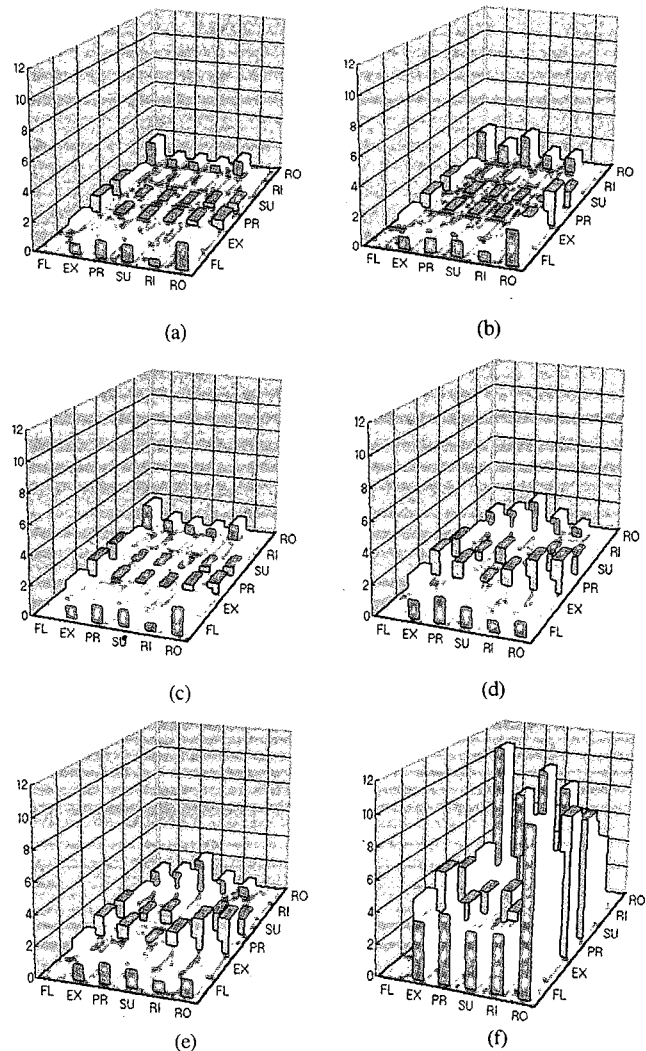 12
10
8
6
4
2
0
FL EX PR SU RI RO
FL
EX
PR
SU
RI
RO
(a)
12
10
8
6
4
2
0
FL EX PR SU RI RO
FL
EX
PR
SU
RI
RO
(b)
12
10
8
6
4
2
0
FL EX PR SU RI RO
FL
EX
PR
SU
RI
RO
(c)
12
10
8
6
4
2
0
FL EX PR SU RI RO
FL
EX
PR
SU
RI
RO
(d)
12
10
8
6
4
2
0
FL EX PR SU RI RO
FL
EX
PR
SU
RI
RO
(e)
12
10
8
6
4
2
0
FL EX PR SU RI RO
FL
EX
PR
SU
RI
RO
(f)